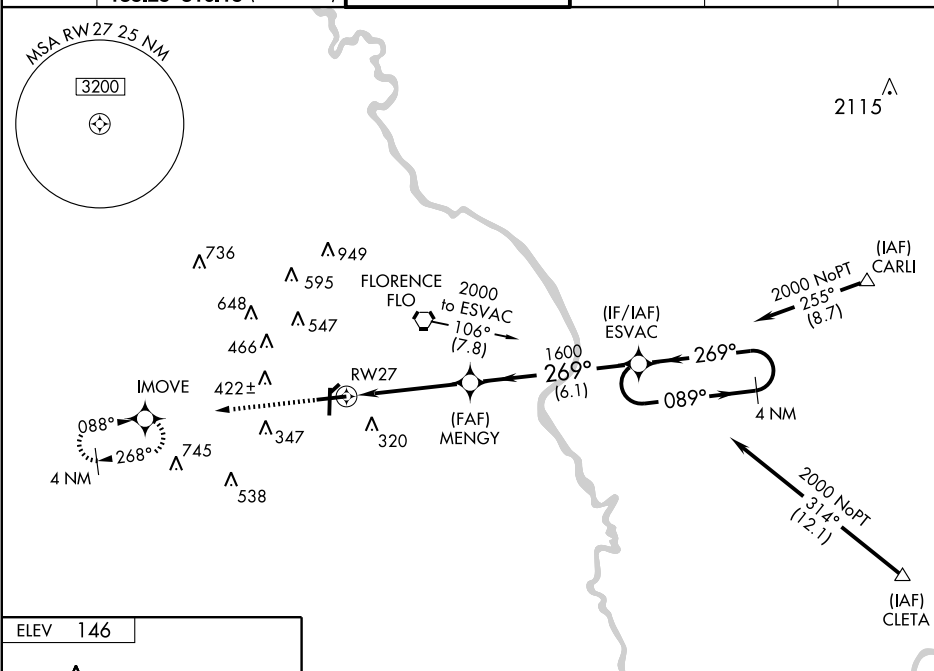 MSA RW 27 25 NM
3200
2115
736
949
595
648
547
466
422±
347
320
745
538
FLORENCE
FLO
2000
to ESVAC
106°
(7.8)
(IF/IAF)
ESVAC
(IAF)
CARLI
2000 NoPT
255°
(8.7)
1600
269°
(6.1)
269°
089°
4 NM
RW27
(FAF)
MENGY
IMOVE
088°
268°
4 NM
2000 NoPT
314°
(12.1)
(IAF)
CLETA
ELEV 146